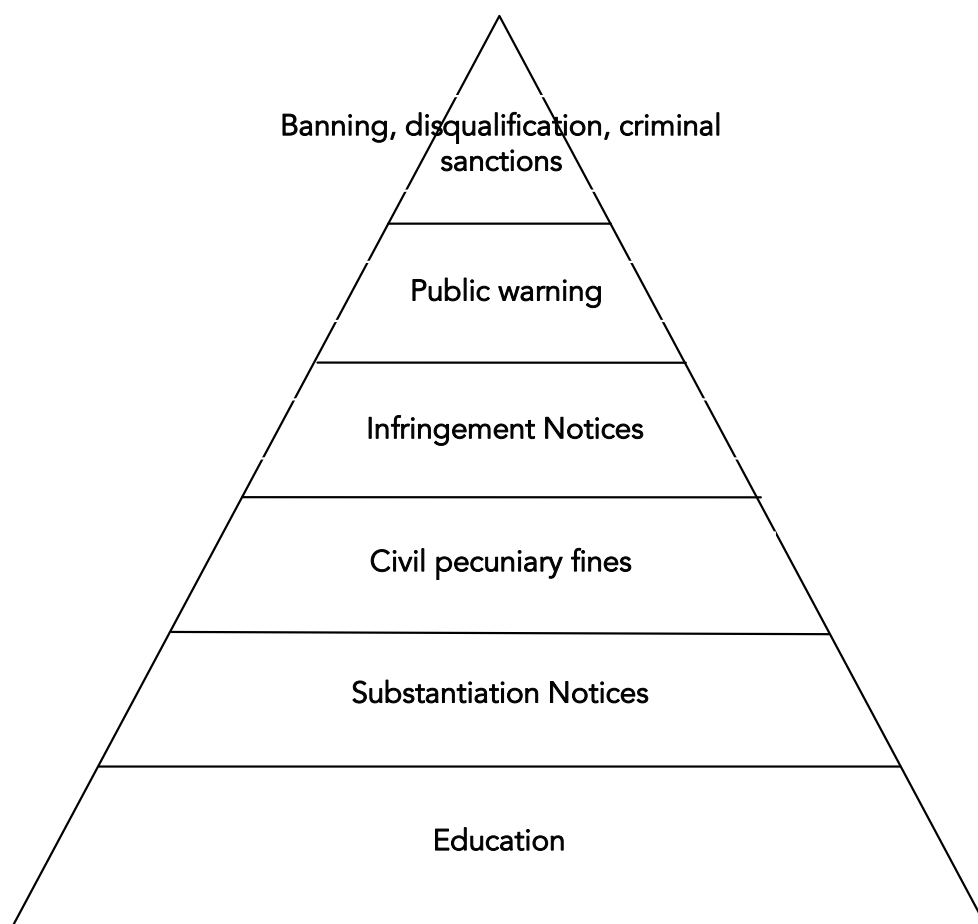 Banning, disqualification, criminal
sanctions
Public warning
Infringement Notices
Civil pecuniary fines
Substantiation Notices
Education